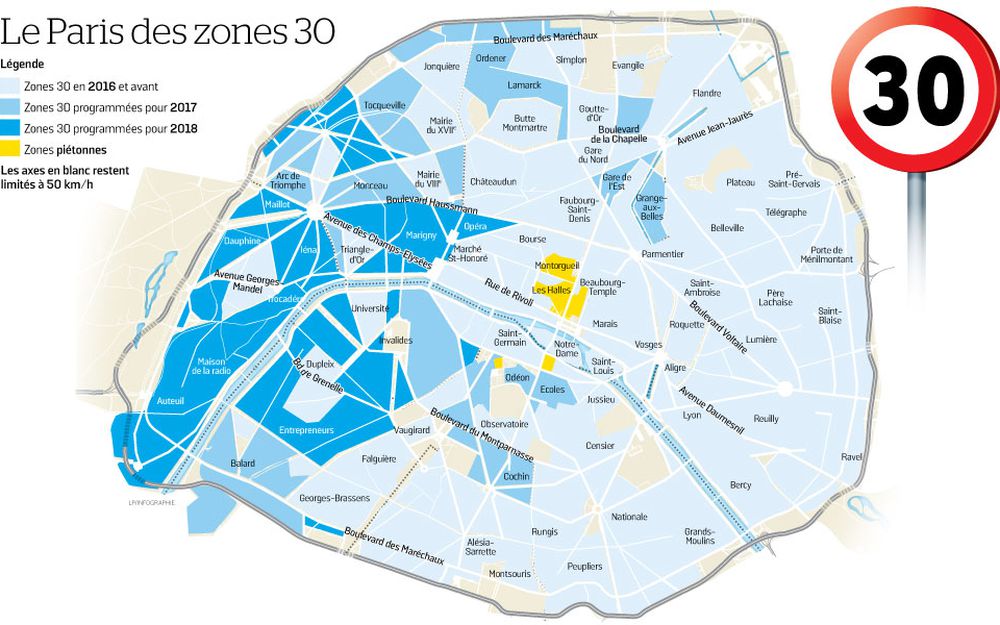 Le Paris des zones 30
Légende
Zones 30 en 2016 et avant
Zones 30 programmées pour 2017
Zones 30 programmées pour 2018
Zones piétonnes
Les axes en blanc restent
limités à 50 km/h
30
Boulevard des Maréchaux
Jonquière
Ordener
Simplon
Evangile
Tocqueville
Lamarck
Flandre
Mairie
du XVIIᵉ
Butte
Montmartre
Goutte-
d'Or
Boulevard
de la Chapelle
Avenue Jean-Jaurès
Gare
du Nord
Arc de
Triomphe
Monceau
Mairie
du VIIIᵉ
Châteaudun
Gare de
l'Est
Plateau
Pré-
Saint-Gervais
Maillot
Boulevard Haussmann
Faubourg-
Saint-
Denis
Grange-
aux-
Belles
Télégraphe
Avenue des Champs-Elysées
Marigny
Opéra
Belleville
Dauphine
Iéna
Triangle-
d'Or
Marché
St-Honoré
Bourse
Parmentier
Porte de
Ménilmontant
Avenue Georges-
Mandel
Montorgueil
Trocadéro
Rue de Rivoli
Les Halles
Beaubourg-
Temple
Saint-
Ambroise
Père
Lachaise
Université
Saint-
Blaise
Invalides
Saint-
Germain
Marais
Roquette
Boulevard Voltaire
Lumière
Notre-
Dame
Vosges
Maison
de la radio
Dupleix
Bd de Grenelle
Saint-
Louis
Aligre
Odéon
Ecoles
Auteuil
Jussieu
Avenue Daumesnil
Lyon
Reuilly
Entrepreneurs
Vaugirard
Boulevard du Montparnasse
Observatoire
Censier
Balard
Falguière
Ravel
Cochin
Bercy
Georges-Brassens
LP/INFOGRAPHIE
Nationale
Boulevard des Maréchaux
Rungis
Grands-
Moulins
Alésia-
Sarrette
Peupliers
Montsouris